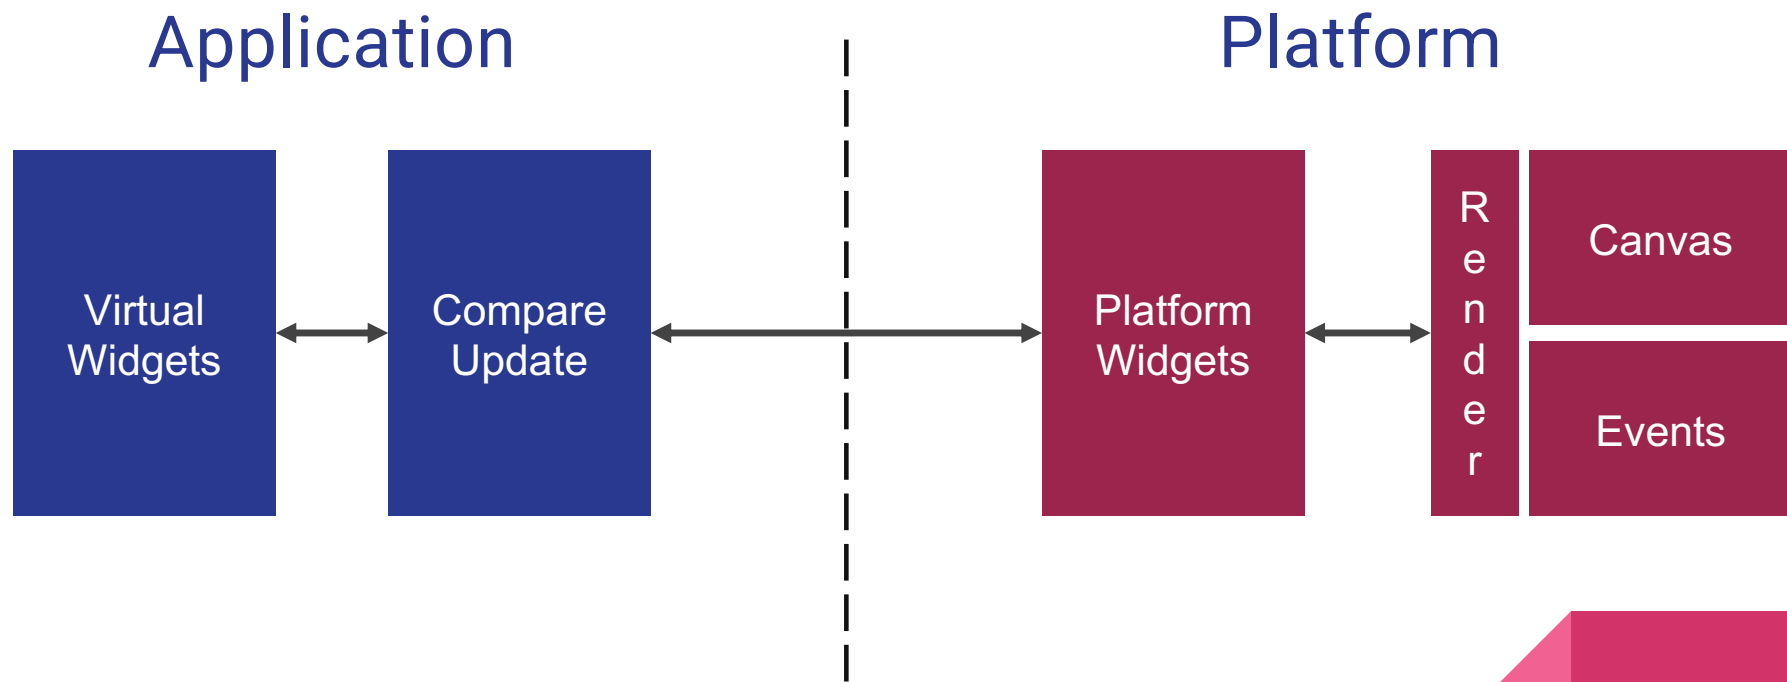 Application
Platform
Virtual
Widgets
Compare
Update
Platform
Widgets
R
e
n
d
e
r
Canvas
Events